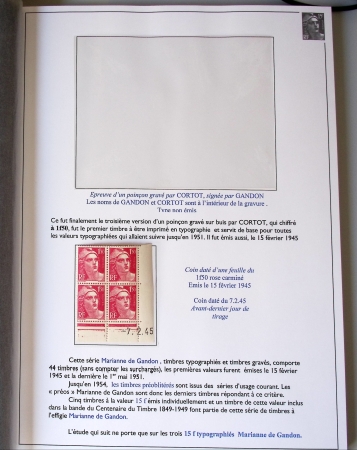 Epreuve d'un poinçon gravé par CORTOT, signée par GANDON
Les noms de GANDON et CORTOT sont à l'intérieur de la gravure .
Type non émis
Ce fut finalement le troisième version d'un poinçon gravé sur buis par CORTOT, qui chiffré
à 1f50, fut le premier timbre à être imprimé en typographie et servit de base pour toutes
les valeurs typographiées qui allaient suivre jusqu'en 1951. Il fut émis aussi, le 15 février 1945
Coin daté d'une feuille du
1f50 rose carminé
Emis le 15 février 1945
Coin daté du 7.2.45
Avant-dernier jour de
tirage
RF
RF
RF
RF
-7.2.45
Cette série Marianne de Gandon , timbres typographiés et timbres gravés, comporte
44 timbres (sans compter les surchargés), les premières valeurs furent émises le 15 février
1945 et la dernière le 1er mai 1951.
Jusqu'en 1954, les timbres préoblitérés sont issus des séries d'usage courant. Les
« préos » Marianne de Gandon sont donc les derniers timbres répondant à ce critère.
Cinq timbres à la valeur 15 f émis individuellement et un timbre de cette valeur inclus
dans la bande du Centenaire du Timbre 1849-1949 font partie de cette série de timbres à
l'effigie Marianne de Gandon.
L'étude qui suit ne porte que sur les trois 15 f typographiés Marianne de Gandon.